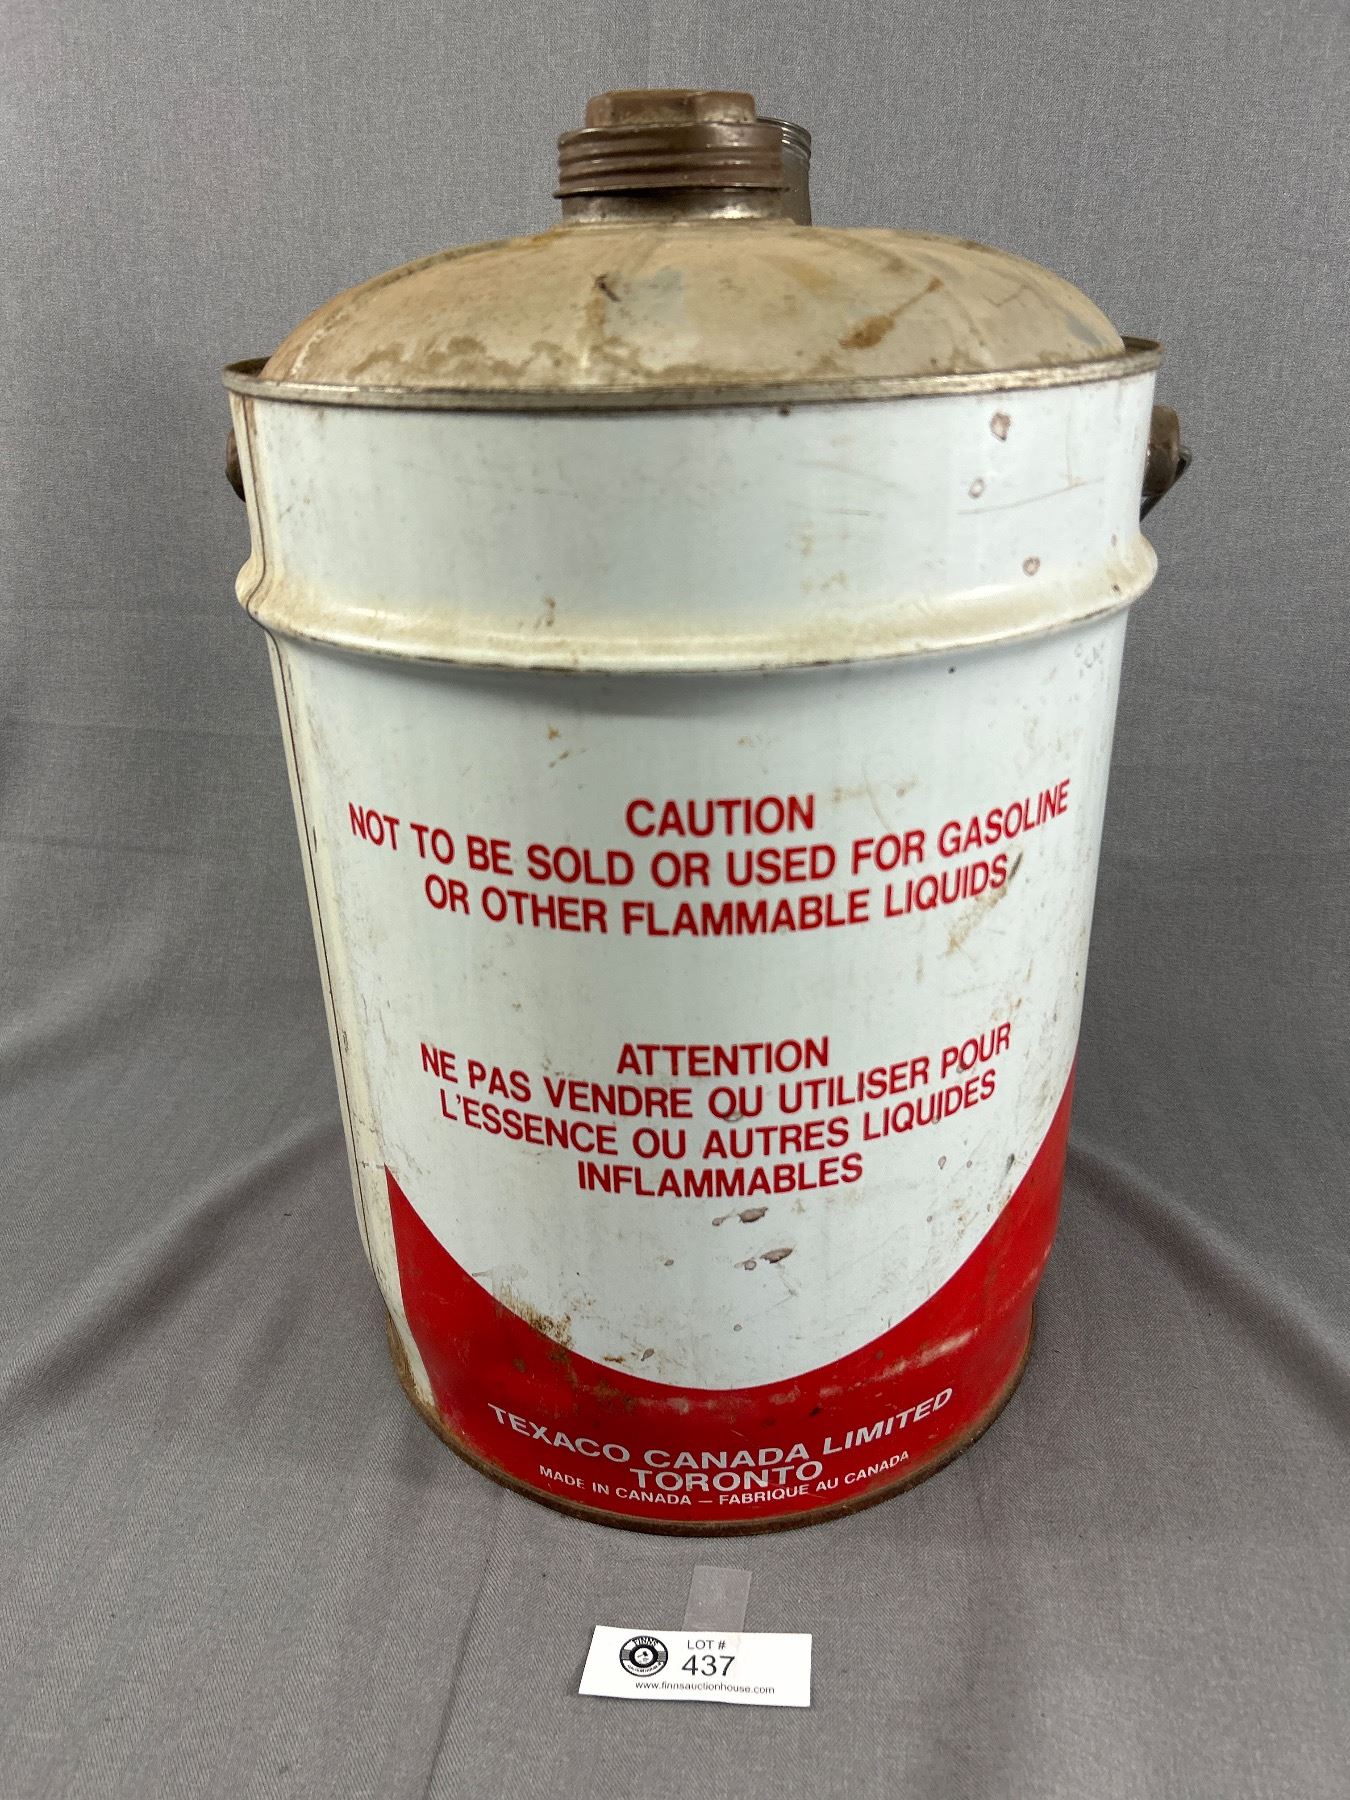 CAUTION
NOT TO BE SOLD OR USED FOR GASOLINE
OR OTHER FLAMMABLE LIQUIDS
ATTENTION
NE PAS VENDRE OU UTILISER POUR
L'ESSENCE OU AUTRES LIQUIDES
INFLAMMABLES
TEXACO CANADA LIMITED
TORONTO
MADE IN CANADA – FABRIQUE AU CANADA
FINNS
LOT #
437
www.finnsauctionhouse.com